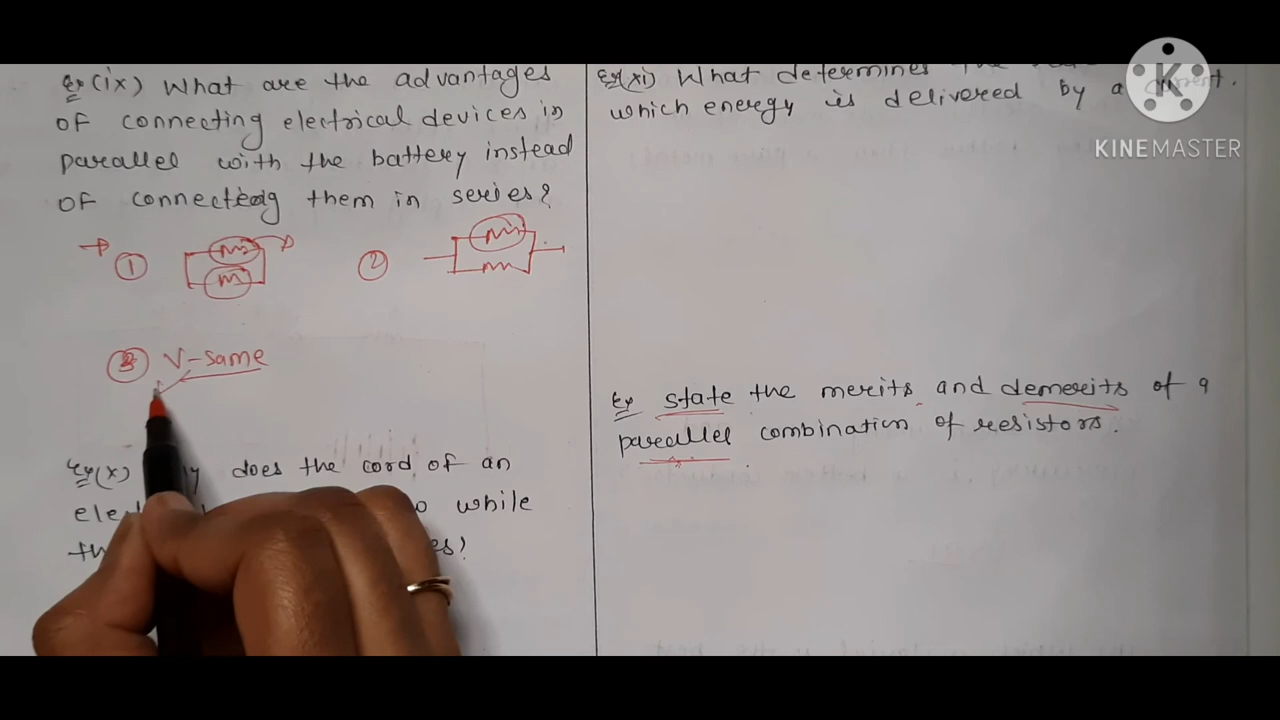 Ex(ix) What are the advantages
of connecting electrical devices in
parallel with the battery instead
of connecting them in series?
① ②
③ V-same
Ex(x) does the cord of an
while
Ex(xi) What determines
which energy is delivered by a
KINEMASTER
Ex state the merits and demerits of a
parallel combination of resistors.